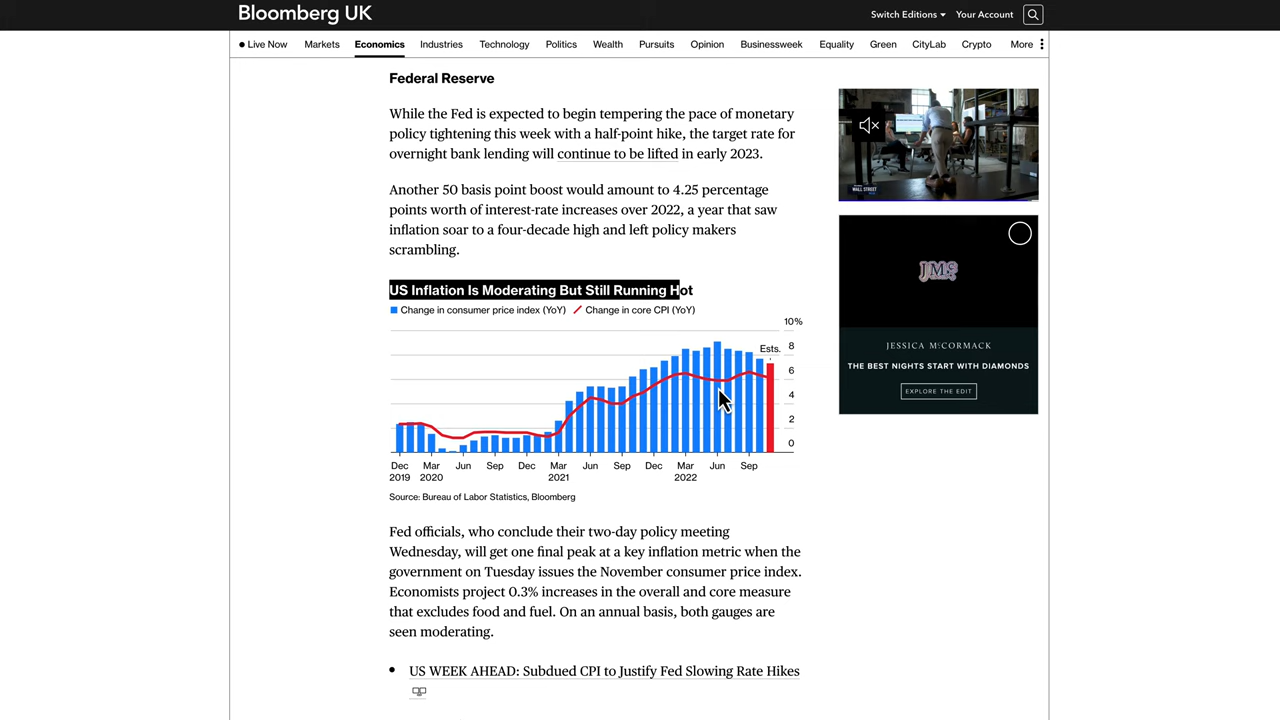 Bloomberg UK
Switch Editions
Your Account
Live Now
Markets
Economics
Industries
Technology
Politics
Wealth
Pursuits
Opinion
Businessweek
Equality
Green
CityLab
Crypto
More
Federal Reserve
While the Fed is expected to begin tempering the pace of monetary
policy tightening this week with a half-point hike, the target rate for
overnight bank lending will continue to be lifted in early 2023.
Another 50 basis point boost would amount to 4.25 percentage
points worth of interest-rate increases over 2022, a year that saw
inflation soar to a four-decade high and left policy makers
scrambling.
US Inflation Is Moderating But Still Running Hot
Change in consumer price index (YoY) Change in core CPI (YoY)
10%
Ests.
8
6
4
2
0
Dec Mar Jun Sep Dec Mar Jun Sep Dec Mar Jun Sep
2019 2020 2021 2022
Source: Bureau of Labor Statistics, Bloomberg
Fed officials, who conclude their two-day policy meeting
Wednesday, will get one final peak at a key inflation metric when the
government on Tuesday issues the November consumer price index.
Economists project 0.3% increases in the overall and core measure
that excludes food and fuel. On an annual basis, both gauges are
seen moderating.
US WEEK AHEAD: Subdued CPI to Justify Fed Slowing Rate Hikes
WALL STREET
JMC
JESSICA McCORMACK
THE BEST NIGHTS START WITH DIAMONDS
EXPLORE THE EDIT